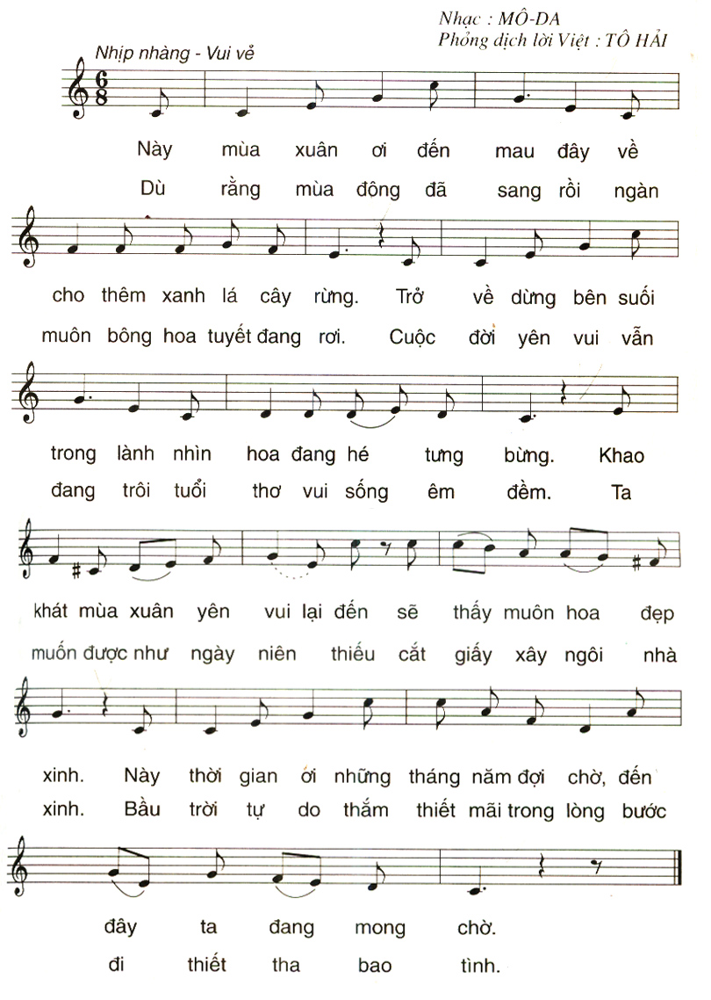 Nhạc : MÔ-DA
Phỏng dịch lời Việt : TÔ HẢI
Nhịp nhàng - Vui vẻ
6
8
Này mùa xuân ơi đến mau đây về
Dù rằng mùa động đã sang rồi ngàn
cho thêm xanh lá cây rừng. Trở về dừng bên suối
muôn bông hoa tuyết đang rơi. Cuộc đời yên vui vẫn
trong lành nhìn hoa đang hé tưng bừng. Khao
đang trôi tuổi thơ vui sống êm đềm. Ta
khát mùa xuân yên vui lại đến sẽ thấy muôn hoa đẹp
muốn được như ngày niên thiếu cắt giấy xây ngôi nhà
xinh. Này thời gian ời những tháng năm đợi chờ, đến
xinh. Bầu trời tự do thắm thiết mãi trong lòng bước
đây ta đang mong chờ.
đi thiết tha bao tình.